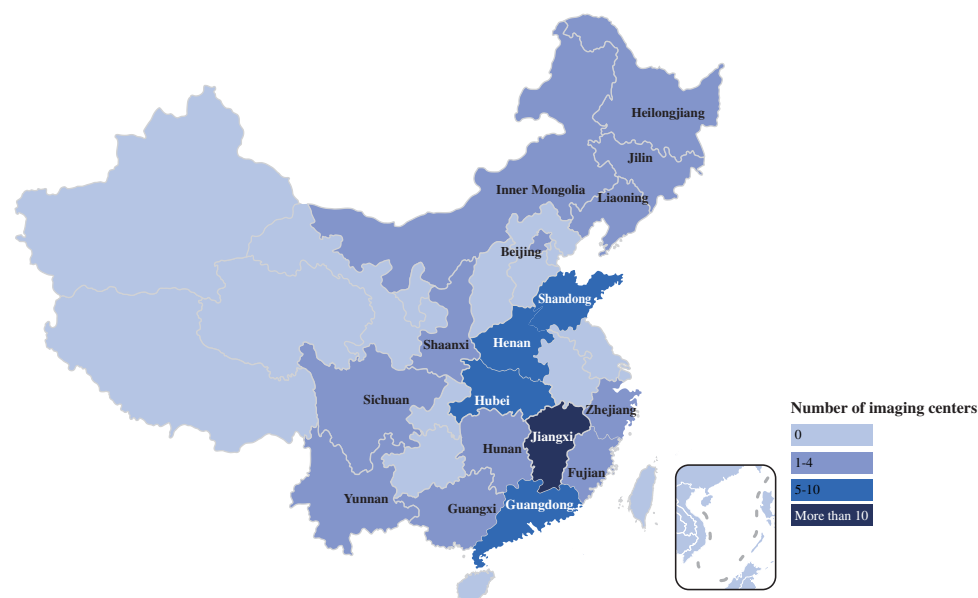 Heilongjiang
Jilin
Inner Mongolia
Liaoning
Beijing
Shandong
Shaanxi
Henan
Sichuan
Hubei
Zhejiang
Jiangxi
Hunan
Fujian
Yunnan
Guangxi
Guangdong
Number of imaging centers
0
1-4
5-10
More than 10